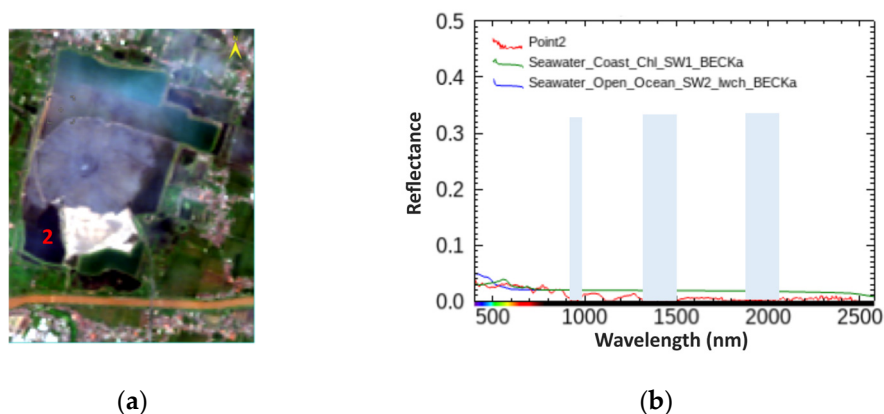 2
0.5
0.4
0.3
0.2
0.1
0.0
Reflectance
Point2
Seawater_Coast_Chl_SW1_BECKa
Seawater_Open_Ocean_SW2_lwch_BECKa
500 1000 1500 2000 2500
Wavelength (nm)
(a) (b)